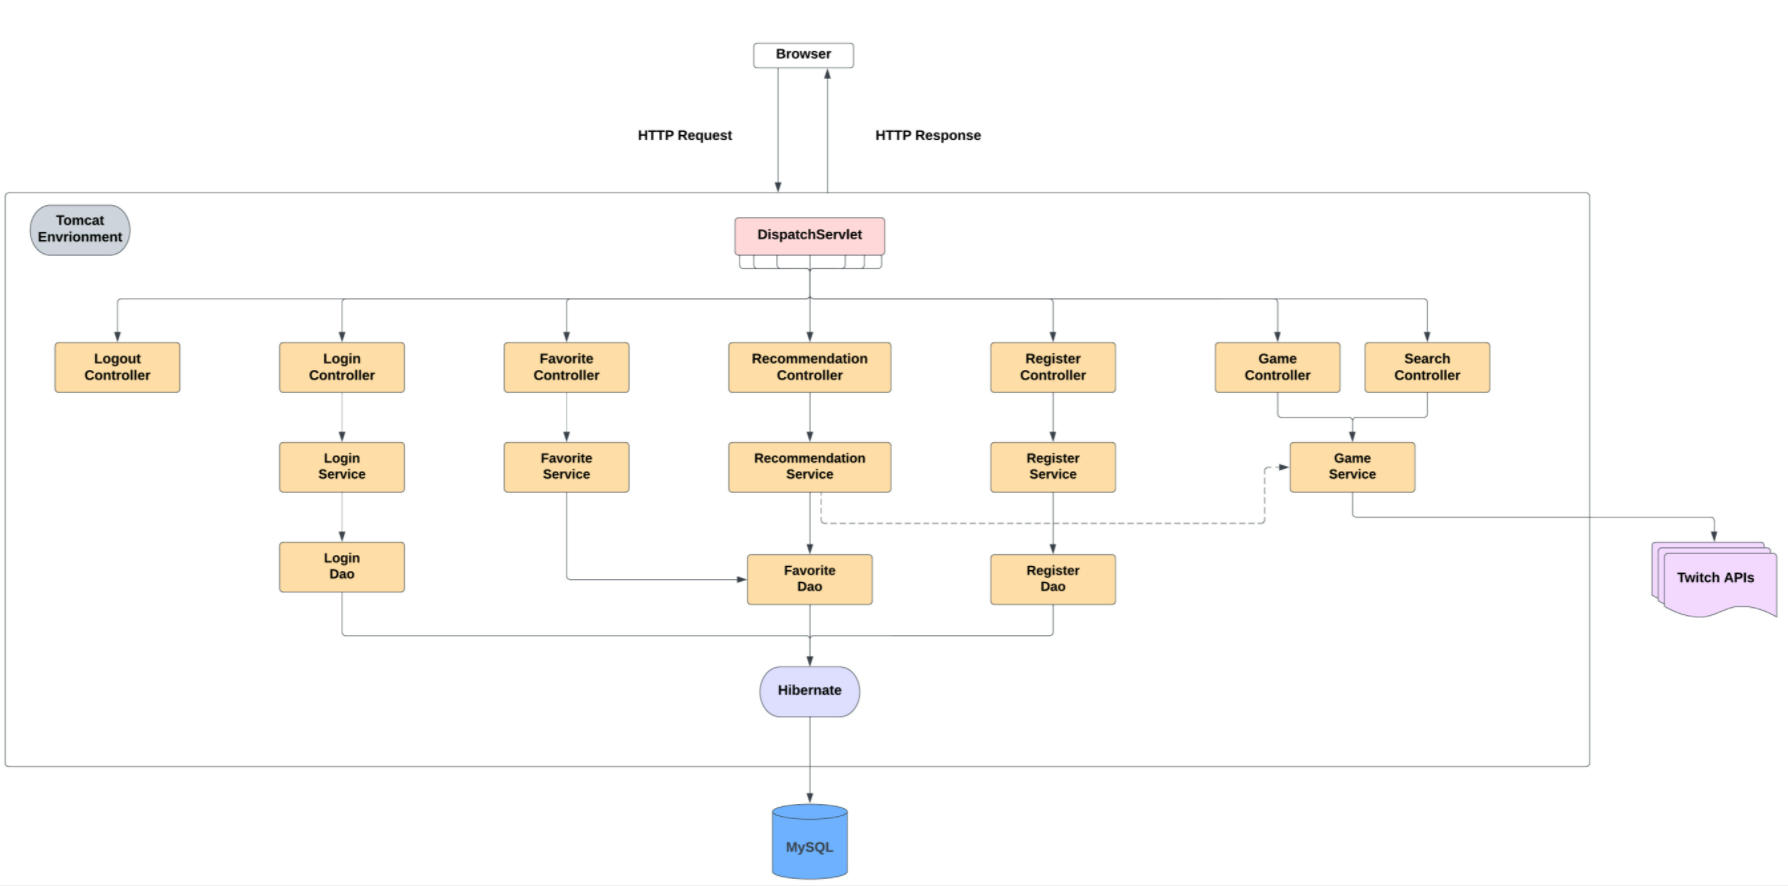 Browser
HTTP Request
HTTP Response
Tomcat
Envrionment
DispatchServlet
Logout
Controller
Login
Controller
Favorite
Controller
Recommendation
Controller
Register
Controller
Game
Controller
Search
Controller
Login
Service
Favorite
Service
Recommendation
Service
Register
Service
Game
Service
Login
Dao
Favorite
Dao
Register
Dao
Twitch APIs
Hibernate
MySQL